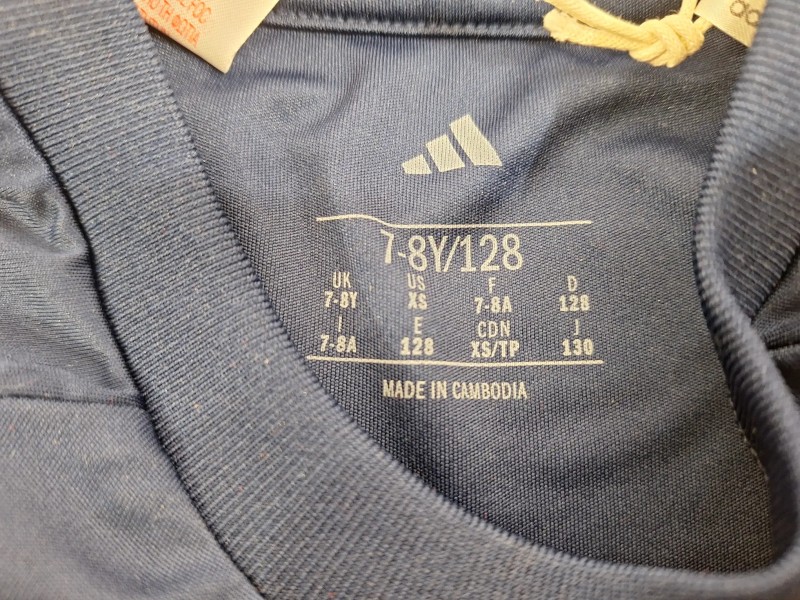 7-8Y/128
UK US F D
7-8Y XS 7-8A 128
I E CDN J
7-8A 128 XS/TP 130
MADE IN CAMBODIA